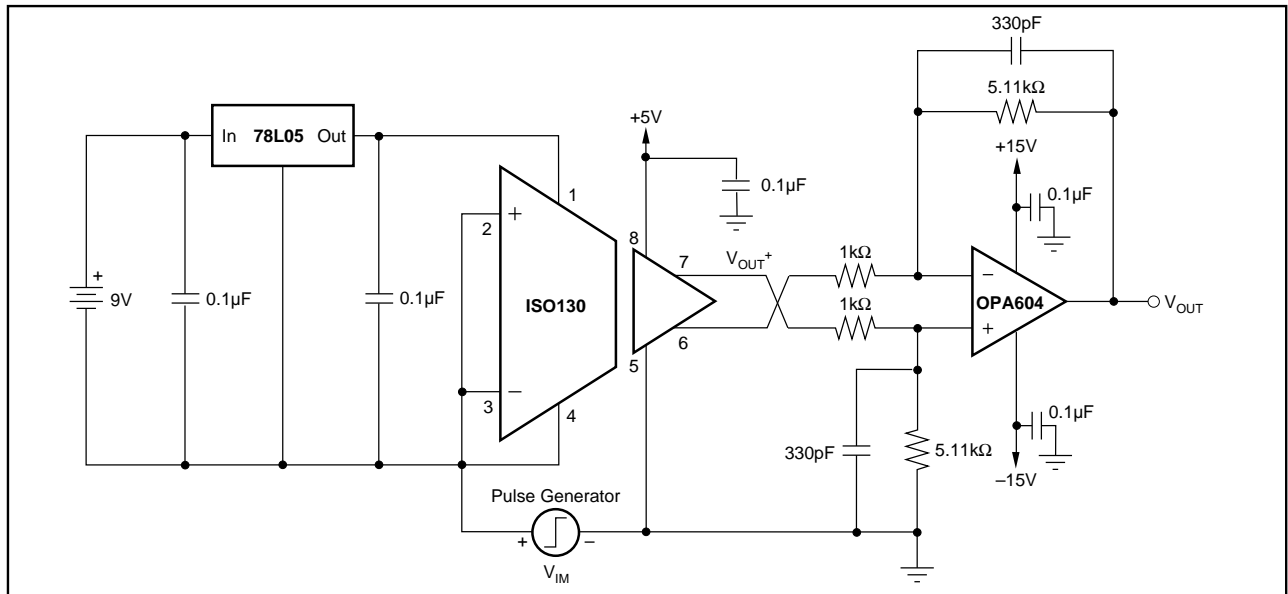 330pF
5.11kΩ
+5V
+15V
In 78L05 Out
0.1µF
0.1µF
1
+
2
8
7
V_OUT+
1kΩ
1kΩ
−
+
OPA604
V_OUT
+
9V
0.1µF
0.1µF
ISO130
6
5
−
3
4
0.1µF
–15V
330pF
5.11kΩ
Pulse Generator
+ −
V_IM